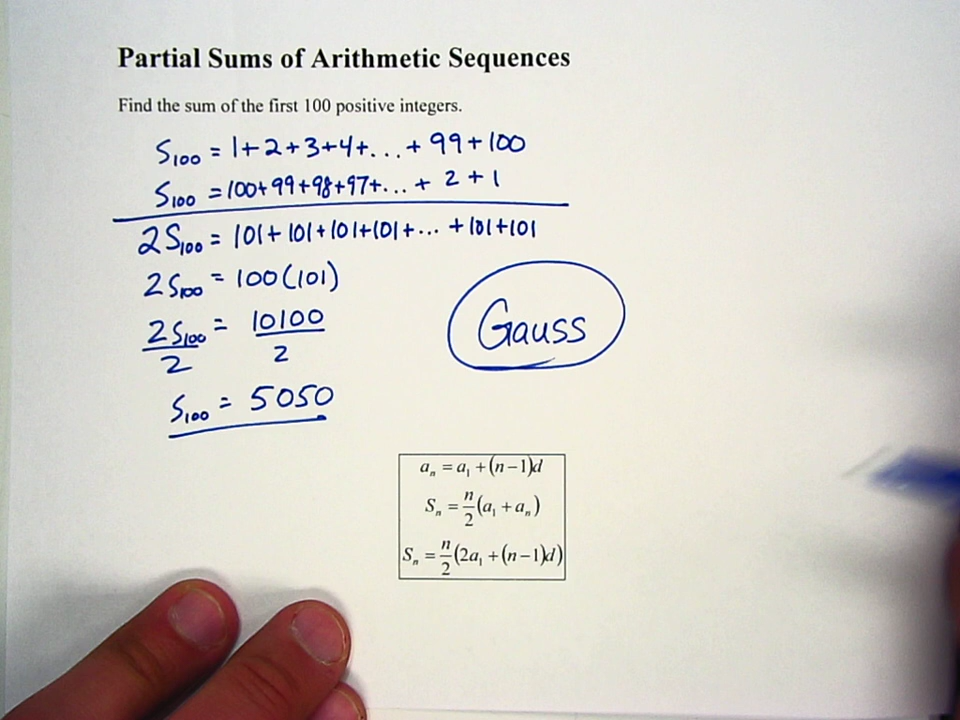 Partial Sums of Arithmetic Sequences
Find the sum of the first 100 positive integers.
S₁₀₀ = 1+2+3+4+...+ 99+100
S₁₀₀ = 100+99+98+97+...+ 2+1
2S₁₀₀ = 101+101+101+101+...+101+101
2S₁₀₀ = 100(101)
2S₁₀₀/2 = 10100/2
S₁₀₀ = 5050
Gauss
aₙ = a₁ + (n−1)d
Sₙ = n/2(a₁ + aₙ)
Sₙ = n/2(2a₁ + (n−1)d)